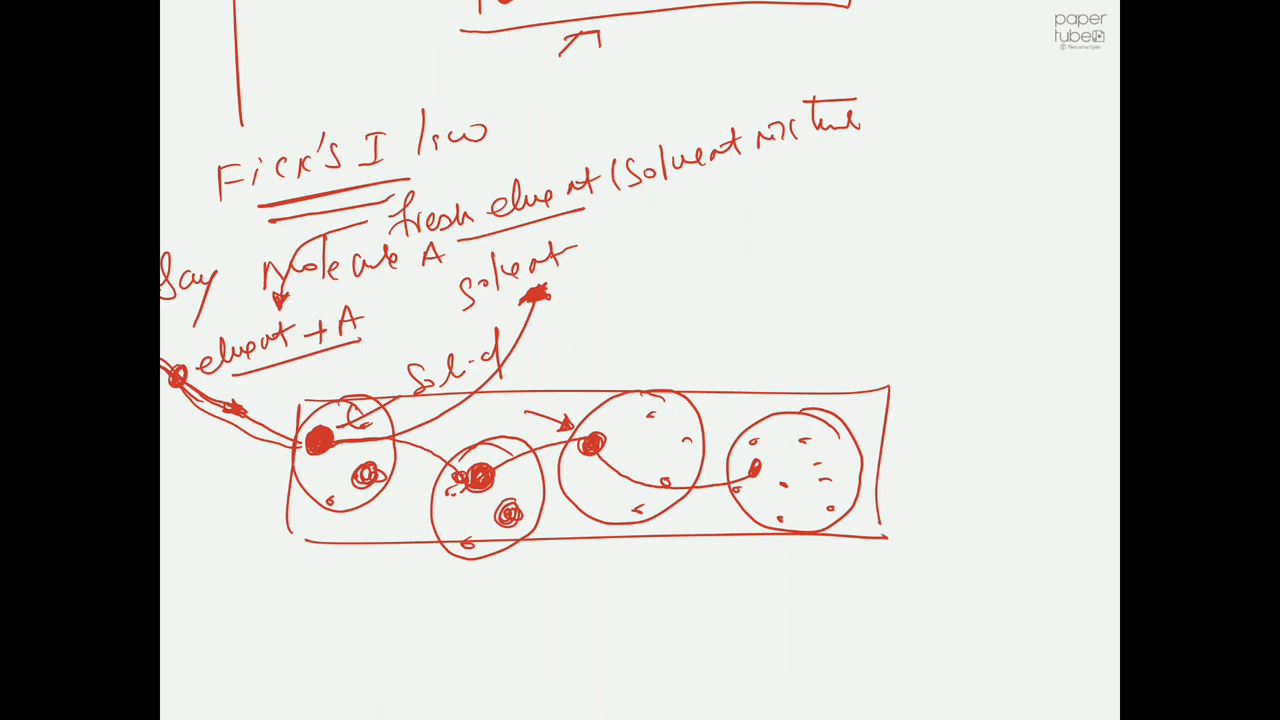 paper
tube
Fick's I law
fresh eluent (Solvent mixture
Say Molecule A
Solvent
eluent + A
Solid